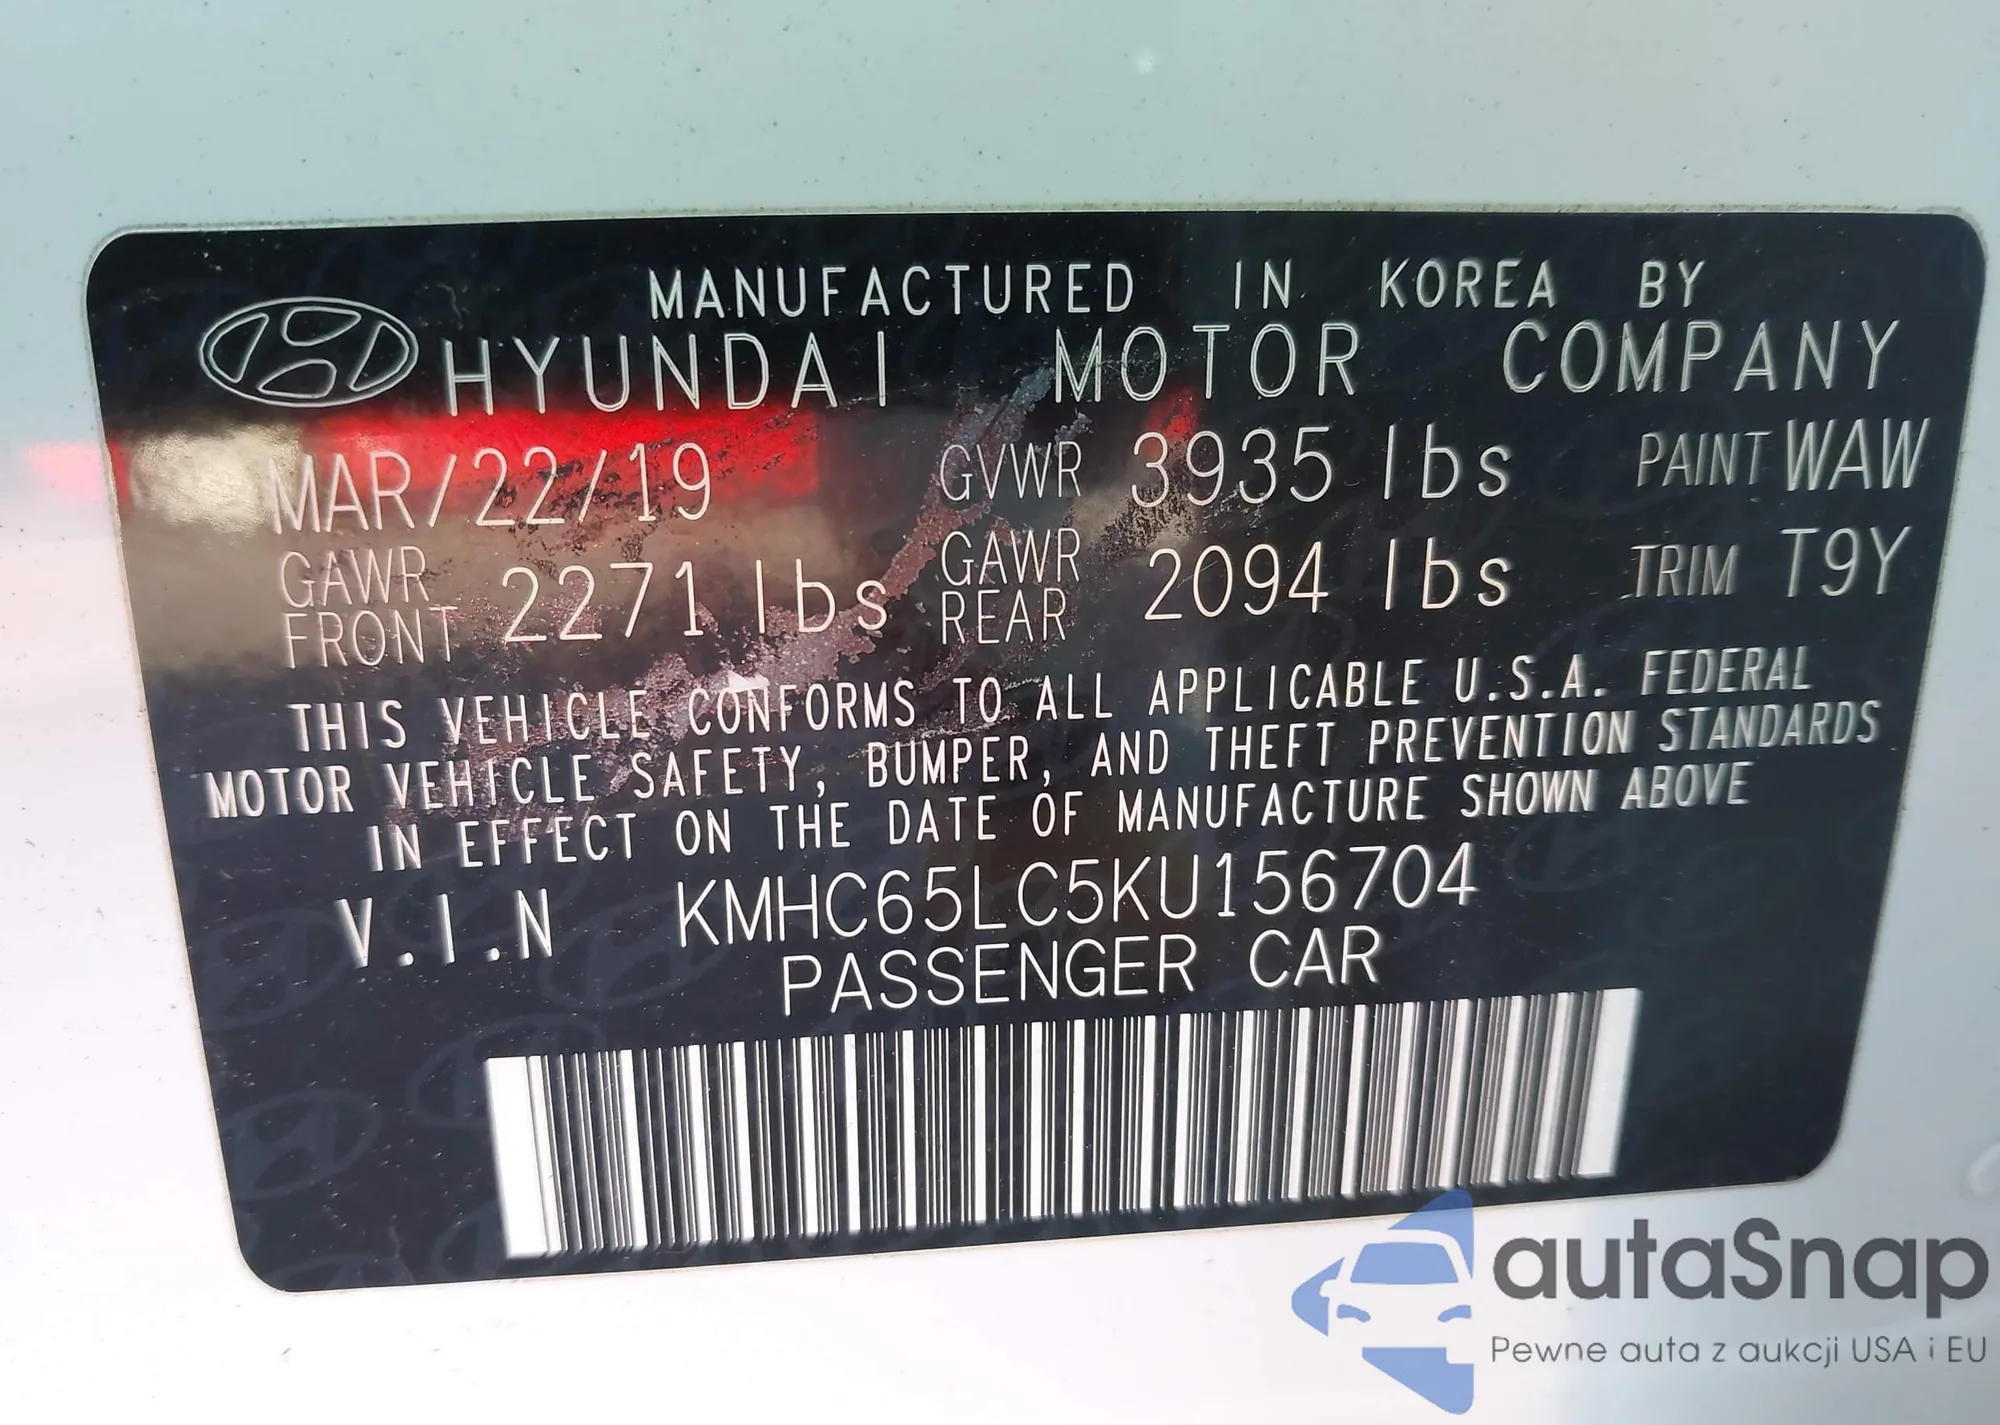 MANUFACTURED IN KOREA BY
HYUNDAI MOTOR COMPANY
MAR/22/19 GVWR 3935 lbs PAINT WAW
GAWR FRONT 2271 lbs GAWR REAR 2094 lbs TRIM T9Y
THIS VEHICLE CONFORMS TO ALL APPLICABLE U.S.A. FEDERAL
MOTOR VEHICLE SAFETY, BUMPER, AND THEFT PREVENTION STANDARDS
IN EFFECT ON THE DATE OF MANUFACTURE SHOWN ABOVE
V.I.N KMHC65LC5KU156704
PASSENGER CAR
autaSnap
Pewne auta z aukcji USA i EU